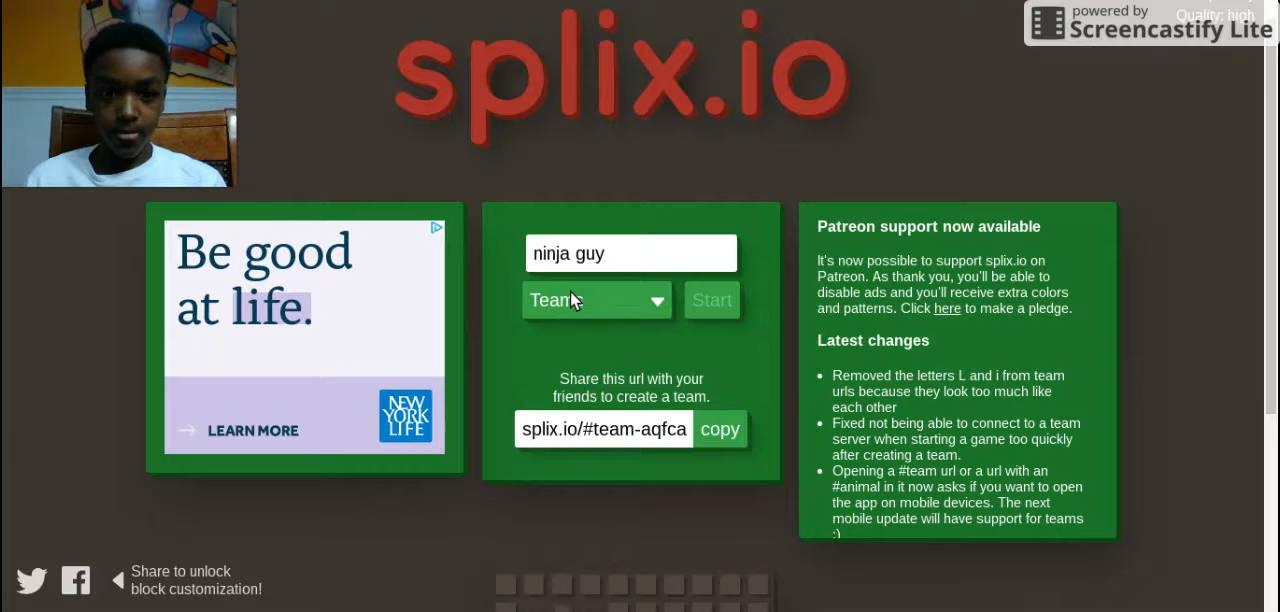 splix.io
powered by
Screencastify Lite
Quality: high
Be good
at life.
LEARN MORE
NEW
YORK
LIFE
ninja guy
Teams
Start
Share this url with your
friends to create a team.
splix.io/#team-aqfca
copy
Patreon support now available
It's now possible to support splix.io on
Patreon. As thank you, you'll be able to
disable ads and you'll receive extra colors
and patterns. Click here to make a pledge.
Latest changes
• Removed the letters L and i from team
urls because they look too much like
each other
• Fixed not being able to connect to a team
server when starting a game too quickly
after creating a team.
• Opening a #team url or a url with an
#animal in it now asks if you want to open
the app on mobile devices. The next
mobile update will have support for teams
:)
Share to unlock
block customization!